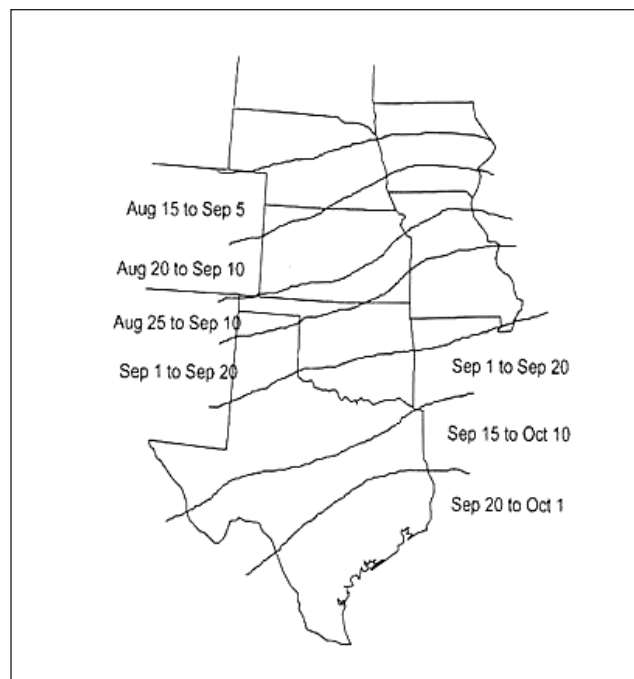 Aug 15 to Sep 5
Aug 20 to Sep 10
Aug 25 to Sep 10
Sep 1 to Sep 20
Sep 1 to Sep 20
Sep 15 to Oct 10
Sep 20 to Oct 1